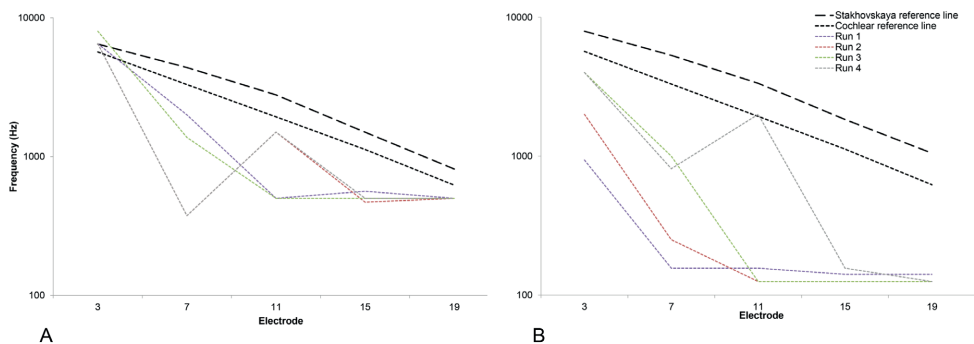 10000
1000
100
Frequency (Hz)
3 7 11 15 19
Electrode
A
10000
1000
100
3 7 11 15 19
Electrode
B
Stakhovskaya reference line
Cochlear reference line
Run 1
Run 2
Run 3
Run 4